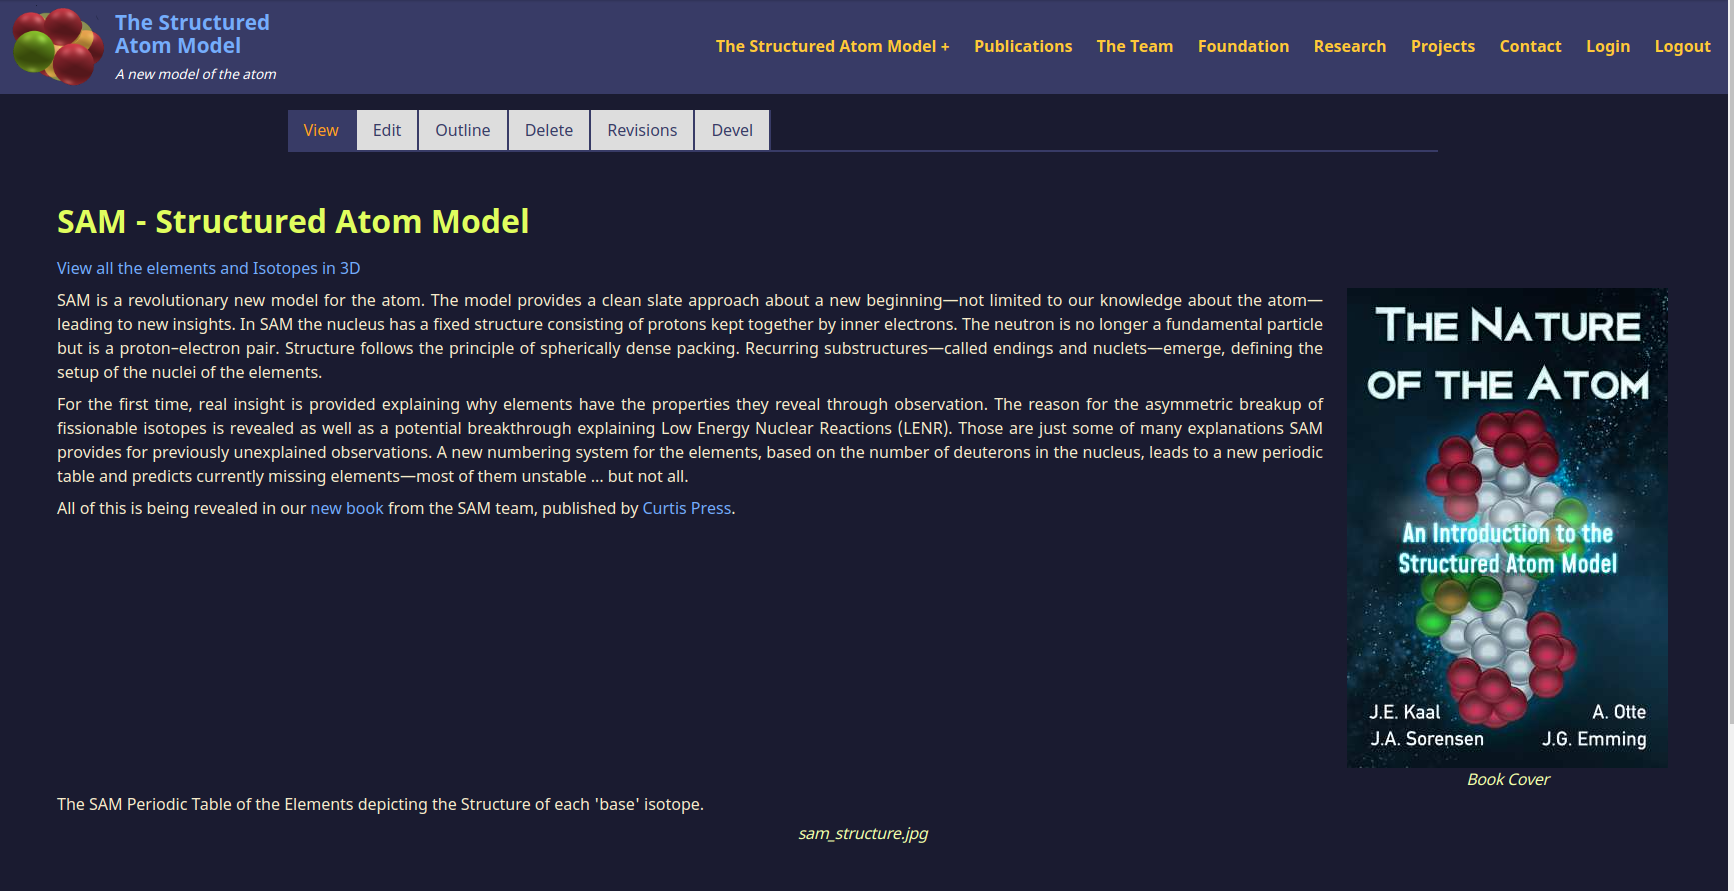 The Structured
Atom Model
A new model of the atom
The Structured Atom Model +
Publications
The Team
Foundation
Research
Projects
Contact
Login
Logout
View
Edit
Outline
Delete
Revisions
Devel
SAM - Structured Atom Model
View all the elements and Isotopes in 3D
SAM is a revolutionary new model for the atom. The model provides a clean slate approach about a new beginning—not limited to our knowledge about the atom—
leading to new insights. In SAM the nucleus has a fixed structure consisting of protons kept together by inner electrons. The neutron is no longer a fundamental particle
but is a proton–electron pair. Structure follows the principle of spherically dense packing. Recurring substructures—called endings and nuclets—emerge, defining the
setup of the nuclei of the elements.
For the first time, real insight is provided explaining why elements have the properties they reveal through observation. The reason for the asymmetric breakup of
fissionable isotopes is revealed as well as a potential breakthrough explaining Low Energy Nuclear Reactions (LENR). Those are just some of many explanations SAM
provides for previously unexplained observations. A new numbering system for the elements, based on the number of deuterons in the nucleus, leads to a new periodic
table and predicts currently missing elements—most of them unstable ... but not all.
All of this is being revealed in our new book from the SAM team, published by Curtis Press.
The Nature
of the Atom
An Introduction to the
Structured Atom Model
J.E. Kaal
A. Otte
J.A. Sorensen
J.G. Emming
Book Cover
The SAM Periodic Table of the Elements depicting the Structure of each 'base' isotope.
sam_structure.jpg